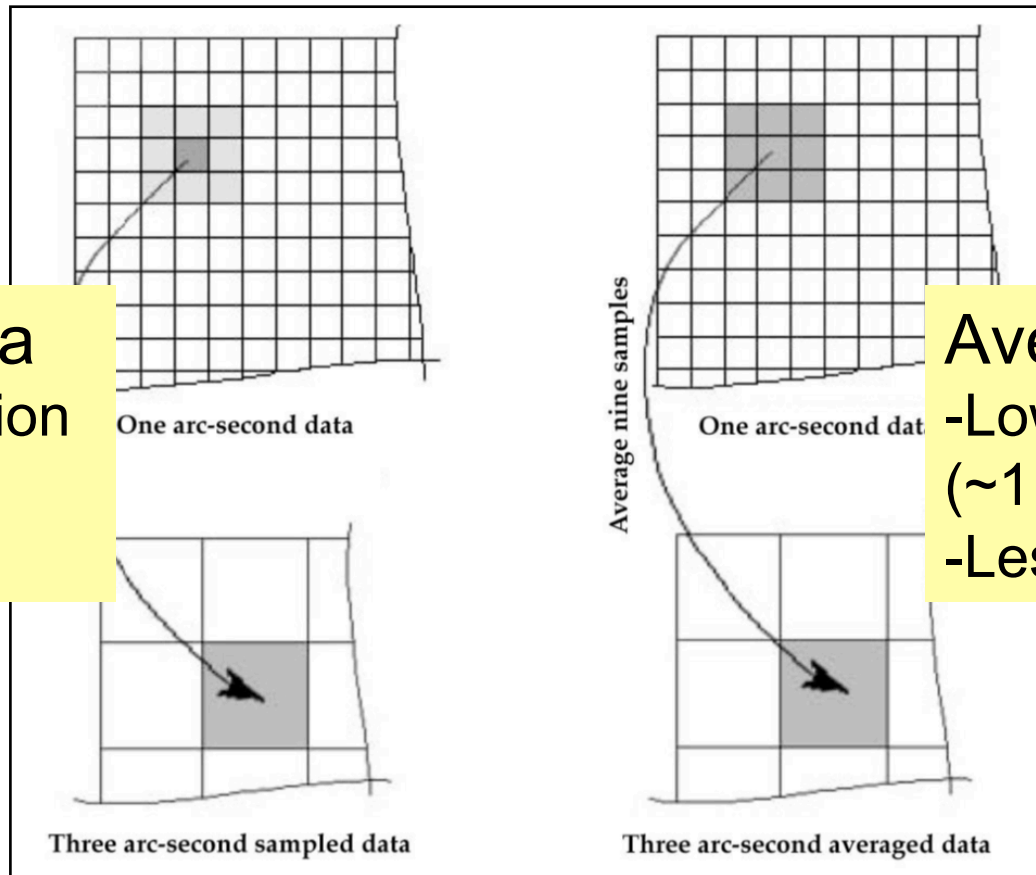 a
ion
One arc-second data
Three arc-second sampled data
Average nine samples
One arc-second dat
Ave
-Low
(~1
-Les
Three arc-second averaged data